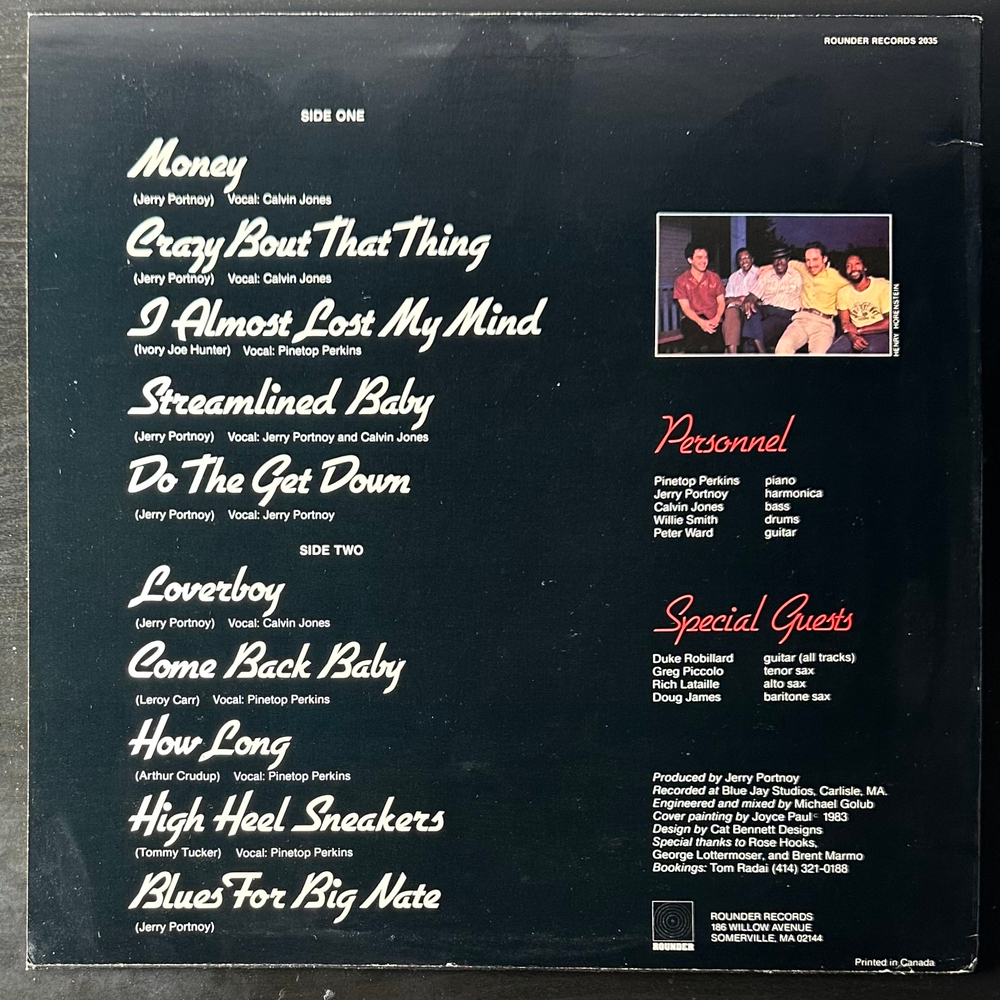 ROUNDER RECORDS 2035
SIDE ONE
Money
(Jerry Portnoy) Vocal: Calvin Jones
Crazy Bout That Thing
(Jerry Portnoy) Vocal: Calvin Jones
I Almost Lost My Mind
(Ivory Joe Hunter) Vocal: Pinetop Perkins
Streamlined Baby
(Jerry Portnoy) Vocal: Jerry Portnoy and Calvin Jones
Do The Get Down
(Jerry Portnoy) Vocal: Jerry Portnoy
SIDE TWO
Loverboy
(Jerry Portnoy) Vocal: Calvin Jones
Come Back Baby
(Leroy Carr) Vocal: Pinetop Perkins
How Long
(Arthur Crudup) Vocal: Pinetop Perkins
High Heel Sneakers
(Tommy Tucker) Vocal: Pinetop Perkins
Blues For Big Nate
(Jerry Portnoy)
HENRY HORENSTEIN
Personnel
Pinetop Perkins piano
Jerry Portnoy harmonica
Calvin Jones bass
Willie Smith drums
Peter Ward guitar
Special Guests
Duke Robillard guitar (all tracks)
Greg Piccolo tenor sax
Rich Lataille alto sax
Doug James baritone sax
Produced by Jerry Portnoy
Recorded at Blue Jay Studios, Carlisle, MA.
Engineered and mixed by Michael Golub
Cover painting by Joyce Paul © 1983
Design by Cat Bennett Designs
Special thanks to Rose Hooks,
George Lottermoser, and Brent Marmo
Bookings: Tom Radai (414) 321-0188
ROUNDER
ROUNDER RECORDS
186 WILLOW AVENUE
SOMERVILLE, MA 02144
Printed in Canada